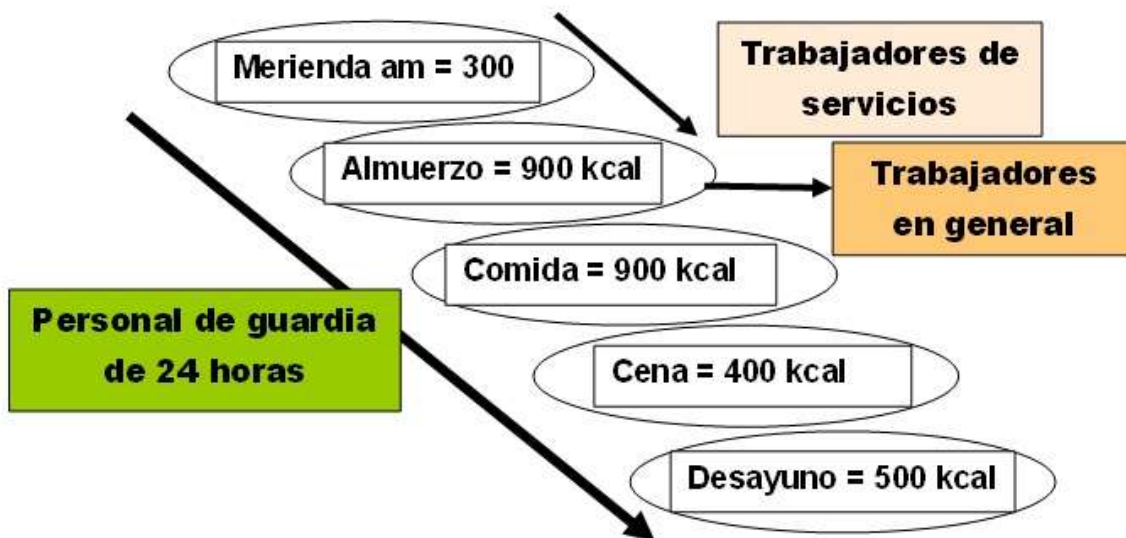 Merienda am = 300
Trabajadores de
servicios
Almuerzo = 900 kcal
Trabajadores
en general
Comida = 900 kcal
Personal de guardia
de 24 horas
Cena = 400 kcal
Desayuno = 500 kcal